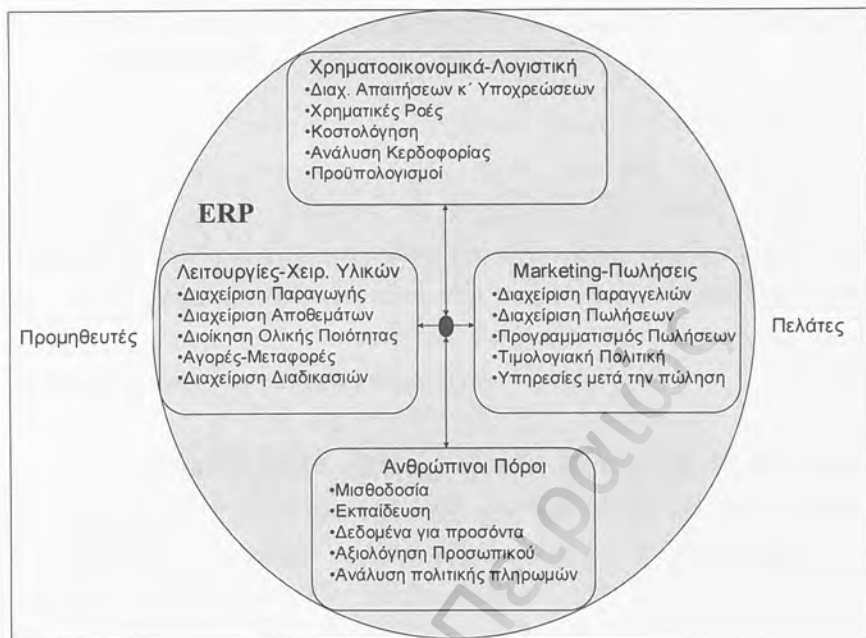 Χρηματοοικονομικά-Λογιστική
•Διαχ. Απαιτήσεων κ΄ Υποχρεώσεων
•Χρηματικές Ροές
•Κοστολόγηση
•Ανάλυση Κερδοφορίας
•Προϋπολογισμοί
ERP
Προμηθευτές
Λειτουργίες-Χειρ. Υλικών
•Διαχείριση Παραγωγής
•Διαχείριση Αποθεμάτων
•Διοίκηση Ολικής Ποιότητας
•Αγορές-Μεταφορές
•Διαχείριση Διαδικασιών
Marketing-Πωλήσεις
•Διαχείριση Παραγγελιών
•Διαχείριση Πωλήσεων
•Προγραμματισμός Πωλήσεων
•Τιμολογιακή Πολιτική
•Υπηρεσίες μετά την πώληση
Πελάτες
Ανθρώπινοι Πόροι
•Μισθοδοσία
•Εκπαίδευση
•Δεδομένα για προσόντα
•Αξιολόγηση Προσωπικού
•Ανάλυση πολιτικής πληρωμών
Πειραιώς